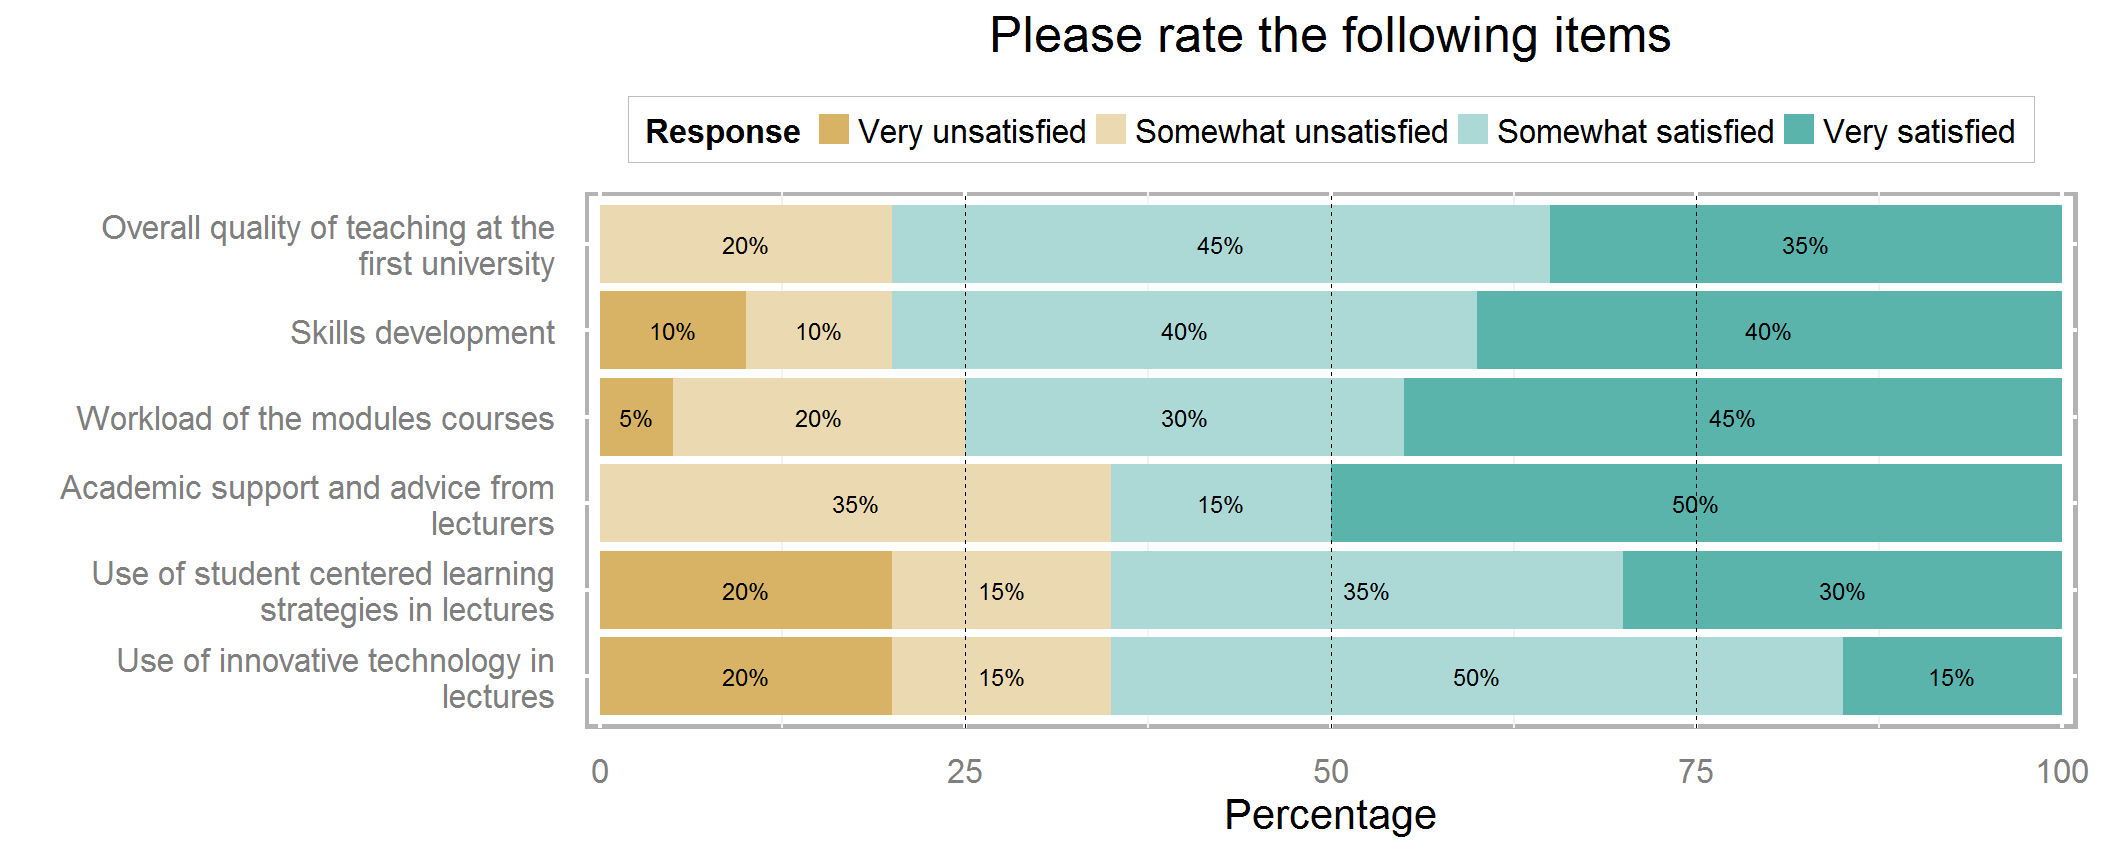 Please rate the following items
Response Very unsatisfied Somewhat unsatisfied Somewhat satisfied Very satisfied
Overall quality of teaching at the
first university
20% 45% 35%
Skills development
10% 10% 40% 40%
Workload of the modules courses
5% 20% 30% 45%
Academic support and advice from
lecturers
35% 15% 50%
Use of student centered learning
strategies in lectures
20% 15% 35% 30%
Use of innovative technology in
lectures
20% 15% 50% 15%
0 25 50 75 100
Percentage